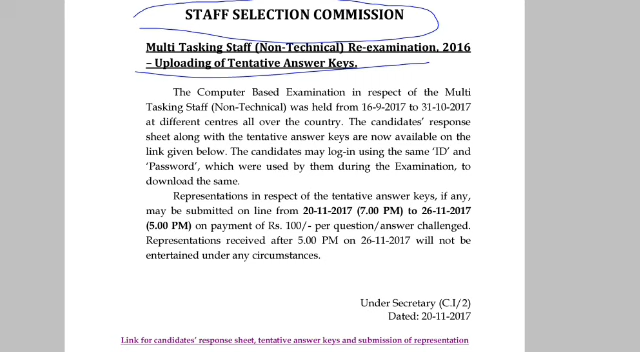 STAFF SELECTION COMMISSION
Multi Tasking Staff (Non-Technical) Re-examination, 2016
– Uploading of Tentative Answer Keys.
The Computer Based Examination in respect of the Multi
Tasking Staff (Non-Technical) was held from 16-9-2017 to 31-10-2017
at different centres all over the country. The candidates’ response
sheet along with the tentative answer keys are now available on the
link given below. The candidates may log-in using the same ‘ID’ and
‘Password’, which were used by them during the Examination, to
download the same.
Representations in respect of the tentative answer keys, if any,
may be submitted on line from 20-11-2017 (7.00 PM) to 26-11-2017
(5.00 PM) on payment of Rs. 100/- per question/answer challenged.
Representations received after 5.00 PM on 26-11-2017 will not be
entertained under any circumstances.
Under Secretary (C.I/2)
Dated: 20-11-2017
Link for candidates’ response sheet, tentative answer keys and submission of representation